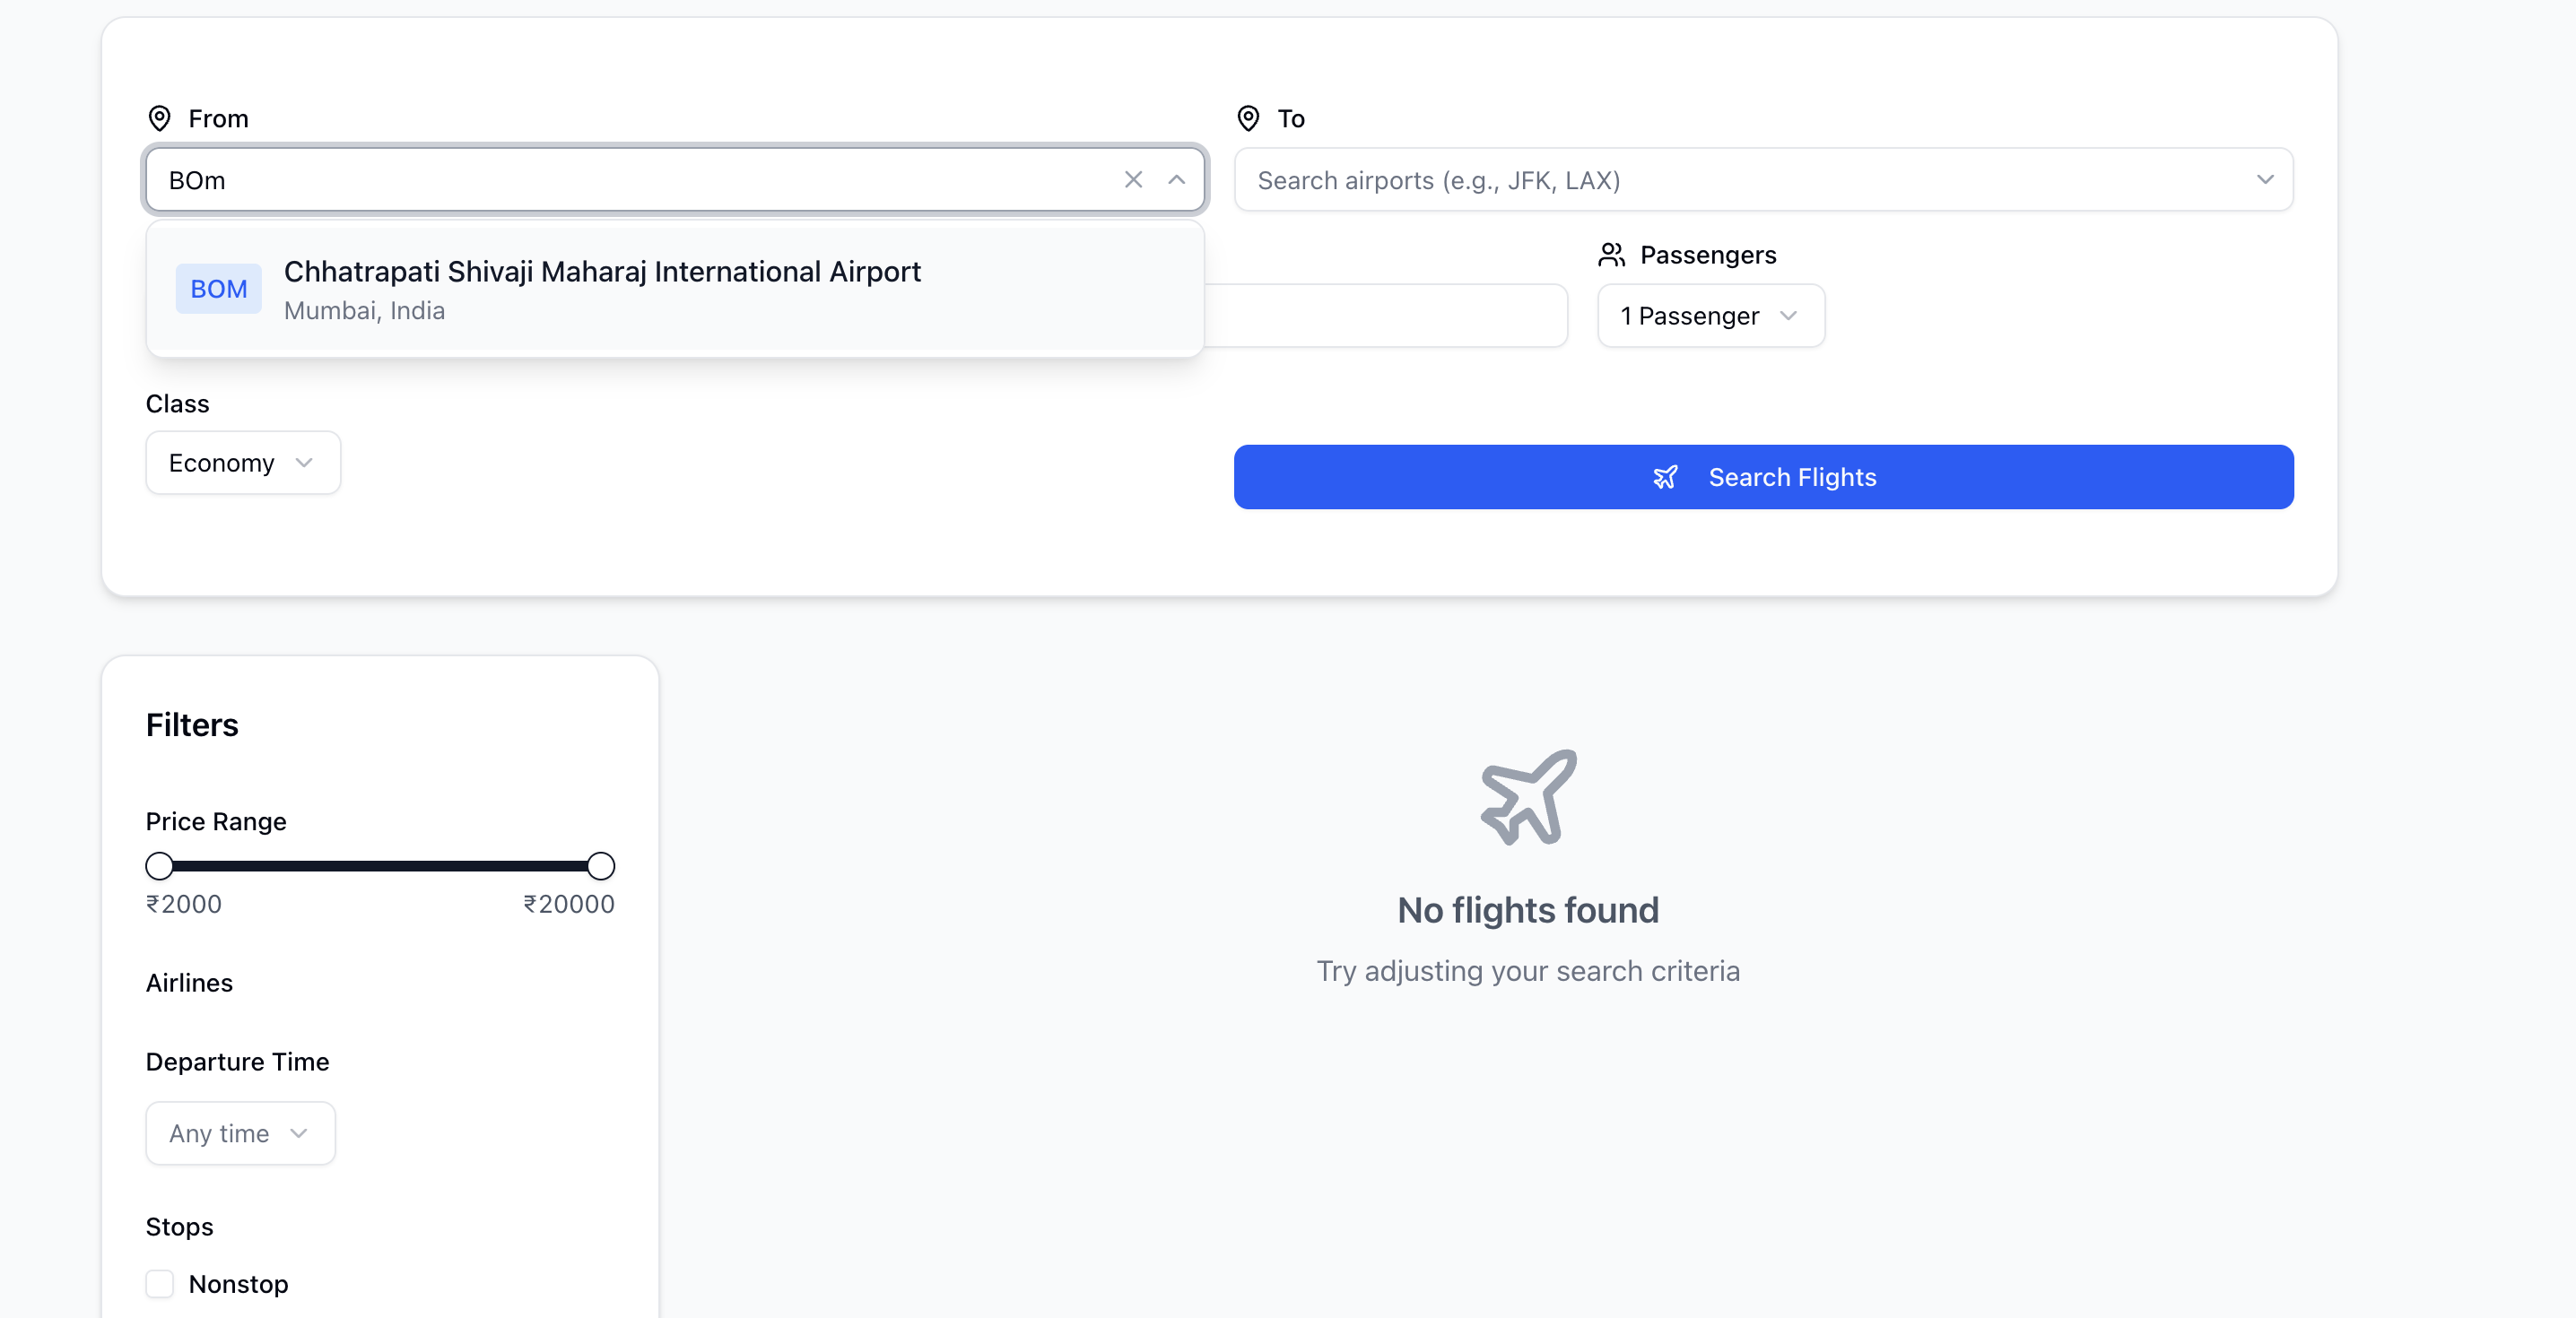 From
To
BOm
Search airports (e.g., JFK, LAX)
BOM
Chhatrapati Shivaji Maharaj International Airport
Mumbai, India
Passengers
1 Passenger
Class
Economy
Search Flights
Filters
Price Range
₹2000
₹20000
Airlines
Departure Time
Any time
Stops
Nonstop
No flights found
Try adjusting your search criteria